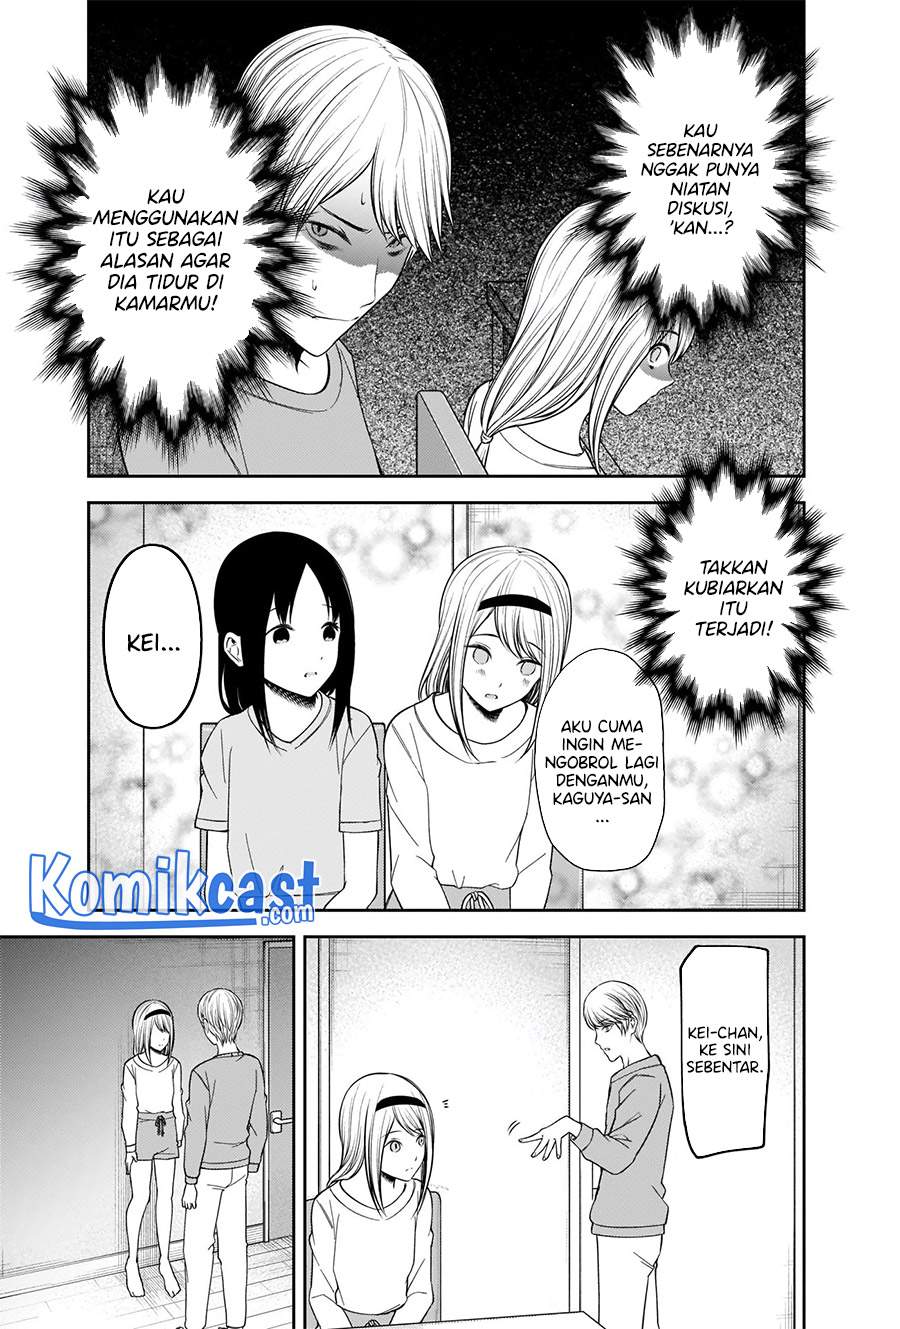 KAU
SEBENARNYA
NGGAK PUNYA
NIATAN
DISKUSI,
'KAN...?
KAU
MENGGUNAKAN
ITU SEBAGAI
ALASAN AGAR
DIA TIDUR DI
KAMARMU!
TAKKAN
KUBIARKAN
ITU
TERJADI!
AKU CUMA
INGIN ME-
NGOBROL LAGI
DENGANMU,
KAGUYA-SAN
...
KEI...
Komikcast
.com
KEI-CHAN,
KE SINI
SEBENTAR.